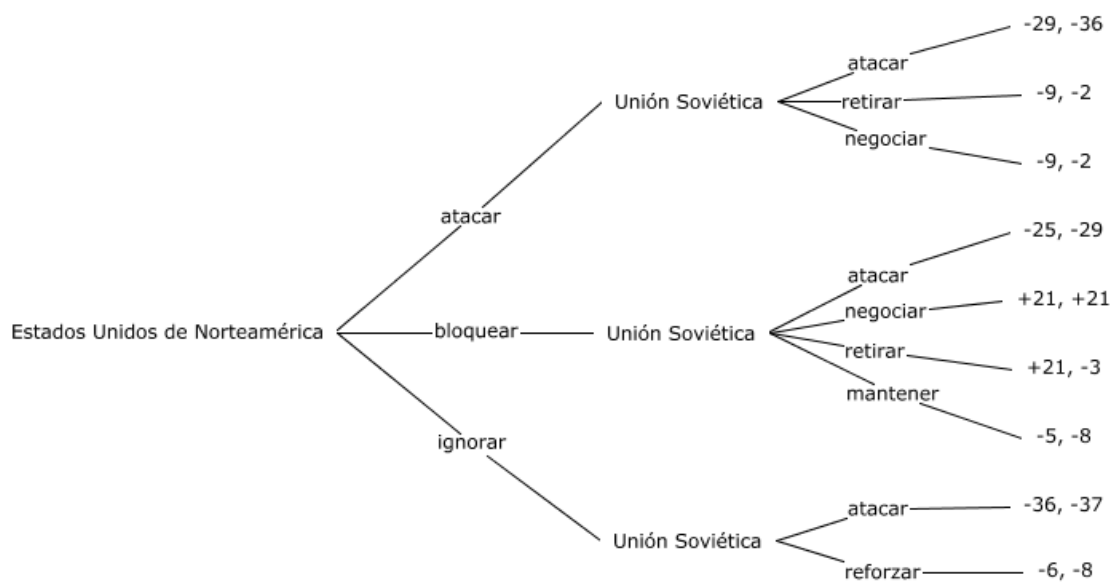 -29, -36
atacar
Unión Soviética
retirar
-9, -2
negociar
-9, -2
atacar
-25, -29
atacar
negociar
+21, +21
Estados Unidos de Norteamérica
bloquear
Unión Soviética
retirar
+21, -3
mantener
-5, -8
ignorar
atacar
-36, -37
Unión Soviética
reforzar
-6, -8